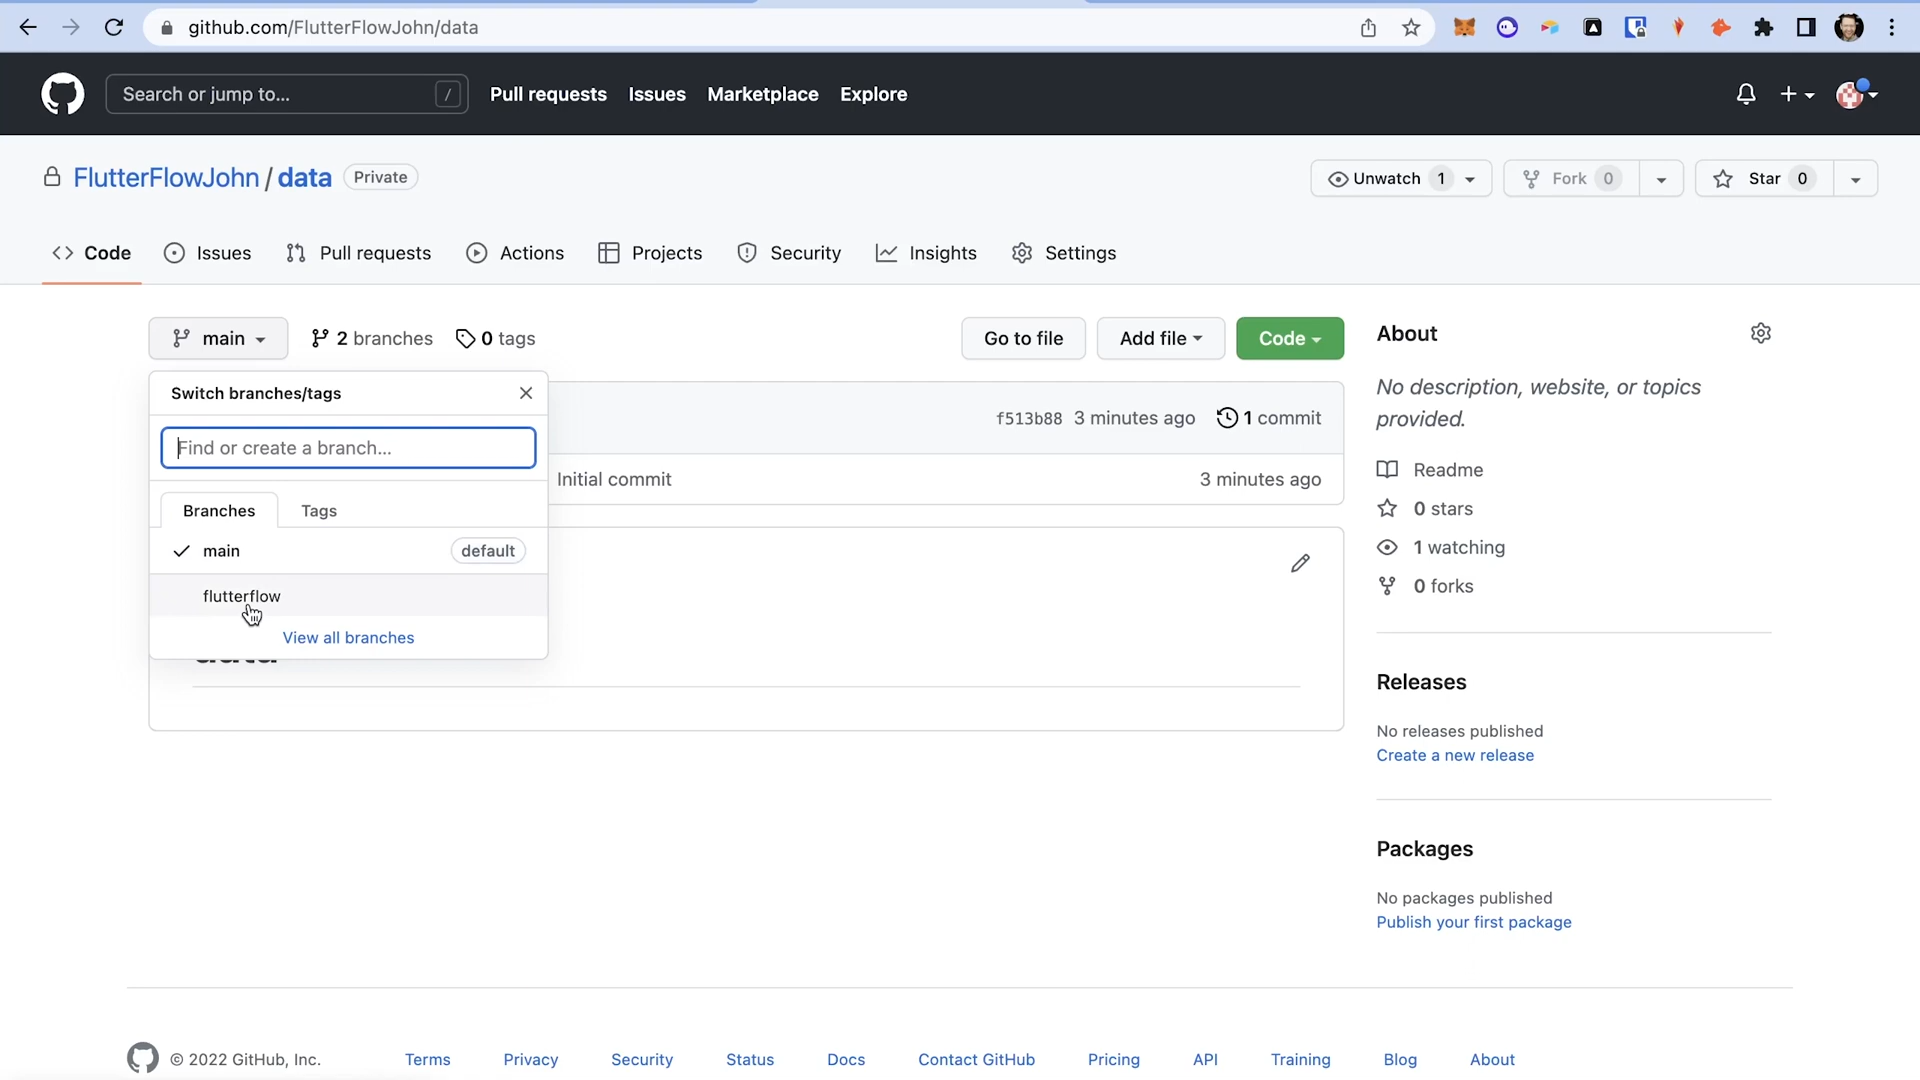 github.com/FlutterFlowJohn/data
Search or jump to... /
Pull requests Issues Marketplace Explore
FlutterFlowJohn / data Private
Unwatch 1 Fork 0 Star 0
Code Issues Pull requests Actions Projects Security Insights Settings
main 2 branches 0 tags
Go to file Add file Code
Switch branches/tags
Find or create a branch...
Branches Tags
main default
flutterflow
View all branches
f513b88 3 minutes ago 1 commit
Initial commit 3 minutes ago
About
No description, website, or topics
provided.
Readme
0 stars
1 watching
0 forks
Releases
No releases published
Create a new release
Packages
No packages published
Publish your first package
© 2022 GitHub, Inc. Terms Privacy Security Status Docs Contact GitHub Pricing API Training Blog About